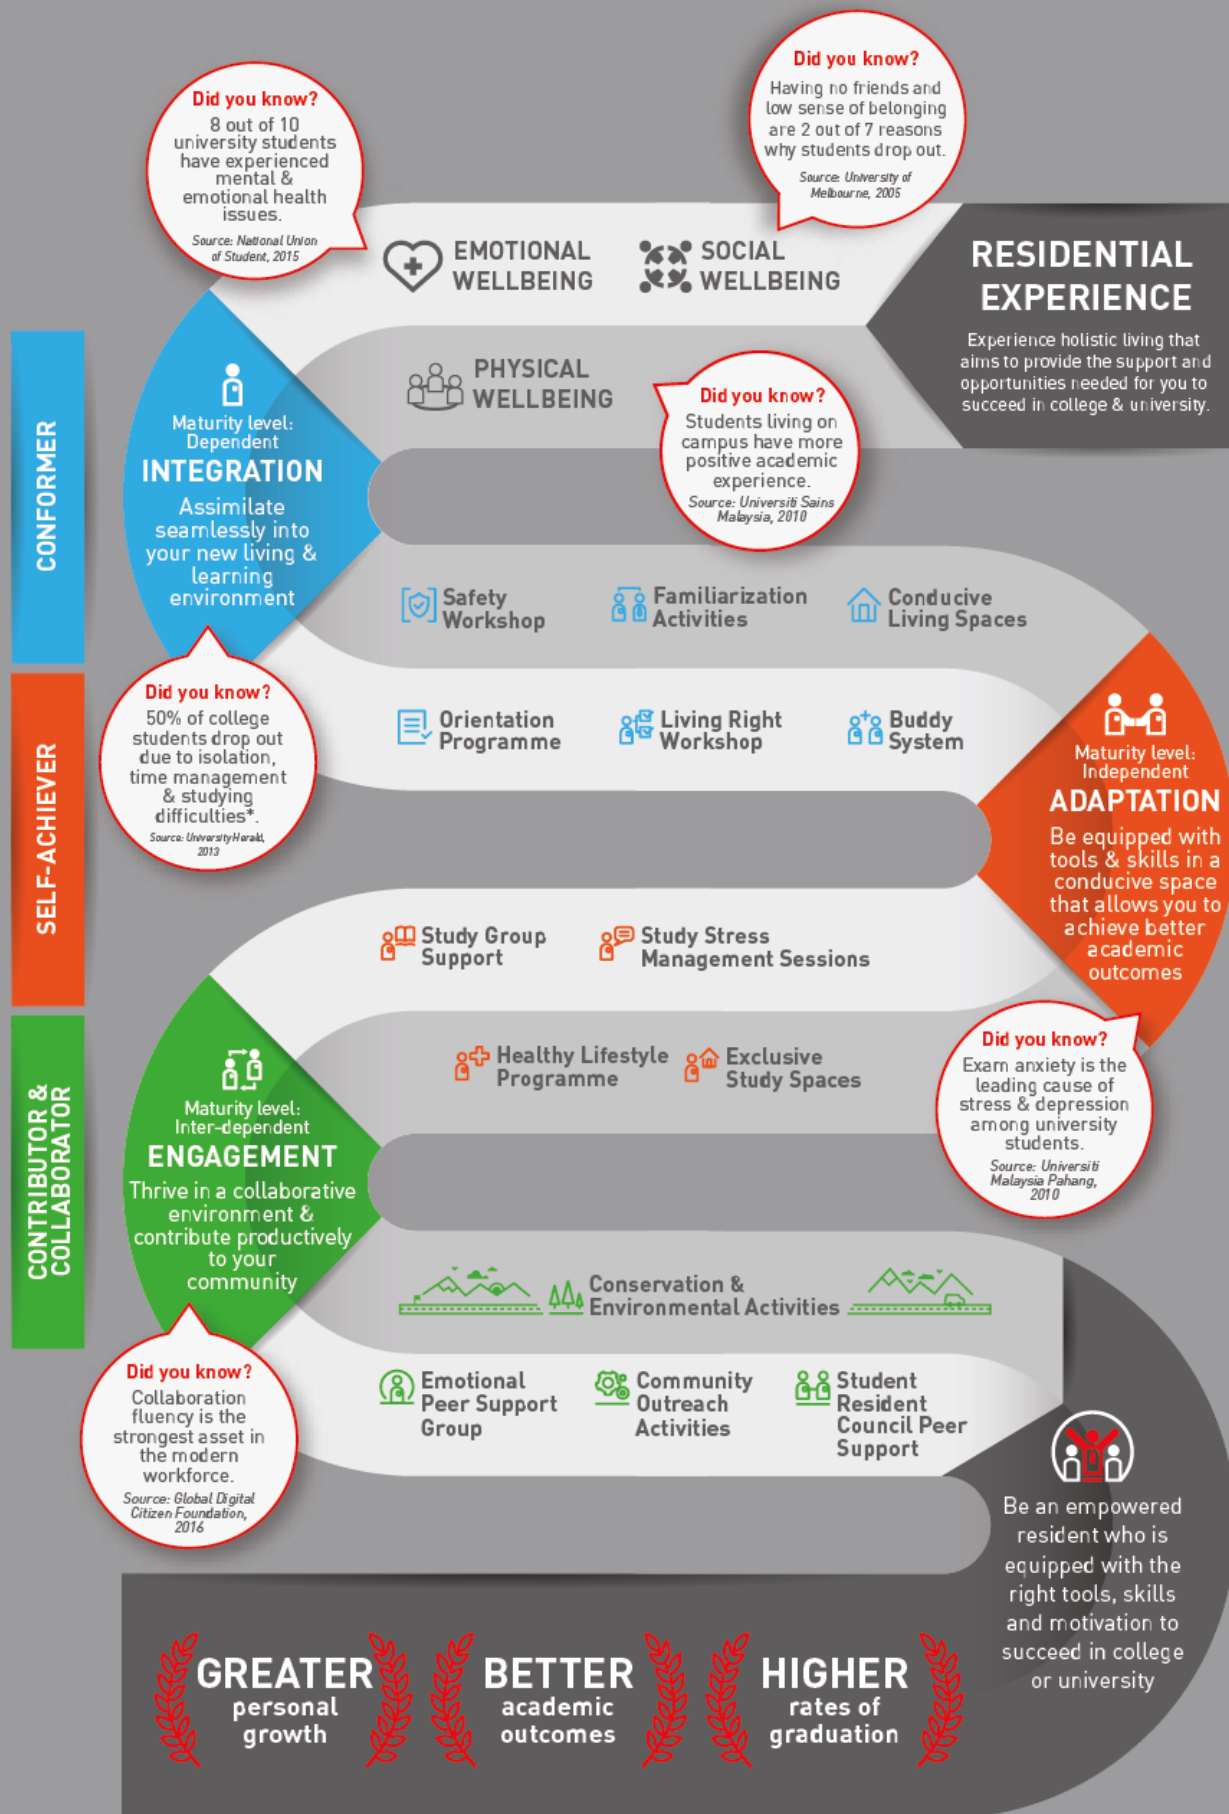 Did you know?
8 out of 10
university students
have experienced
mental &
emotional health
issues.
Source: National Union
of Student, 2015
Did you know?
Having no friends and
low sense of belonging
are 2 out of 7 reasons
why students drop out.
Source: University of
Melbourne, 2005
EMOTIONAL
WELLBEING
SOCIAL
WELLBEING
RESIDENTIAL
EXPERIENCE
Experience holistic living that
aims to provide the support and
opportunities needed for you to
succeed in college & university.
PHYSICAL
WELLBEING
Did you know?
Students living on
campus have more
positive academic
experience.
Source: Universiti Sains
Malaysia, 2010
CONFORMER
Maturity level:
Dependent
INTEGRATION
Assimilate
seamlessly into
your new living &
learning
environment
Safety
Workshop
Familiarization
Activities
Conducive
Living Spaces
Did you know?
50% of college
students drop out
due to isolation,
time management
& studying
difficulties*.
Source: University Herald,
2013
Orientation
Programme
Living Right
Workshop
Buddy
System
SELF-ACHIEVER
Maturity level:
Independent
ADAPTATION
Be equipped with
tools & skills in a
conducive space
that allows you to
achieve better
academic
outcomes
Study Group
Support
Study Stress
Management Sessions
Healthy Lifestyle
Programme
Exclusive
Study Spaces
Did you know?
Exam anxiety is the
leading cause of
stress & depression
among university
students.
Source: Universiti
Malaysia Pahang,
2010
CONTRIBUTOR &
COLLABORATOR
Maturity level:
Inter-dependent
ENGAGEMENT
Thrive in a collaborative
environment &
contribute productively
to your
community
Conservation &
Environmental Activities
Did you know?
Collaboration
fluency is the
strongest asset in
the modern
workforce.
Source: Global Digital
Citizen Foundation,
2016
Emotional
Peer Support
Group
Community
Outreach
Activities
Student
Resident
Council Peer
Support
Be an empowered
resident who is
equipped with the
right tools, skills
and motivation to
succeed in college
or university
GREATER
personal
growth
BETTER
academic
outcomes
HIGHER
rates of
graduation